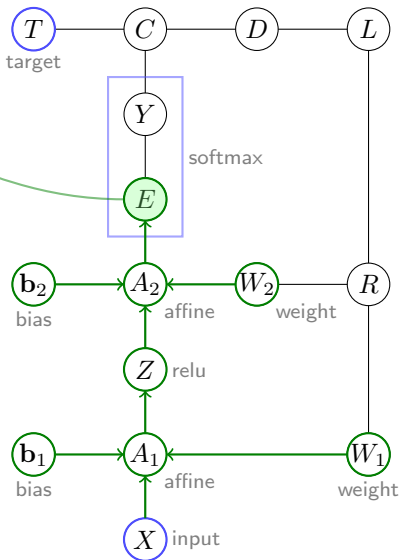 T C D L
target
Y
softmax
E
b₂ A₂ W₂ R
bias affine weight
Z relu
b₁ A₁ W₁
bias affine weight
X input